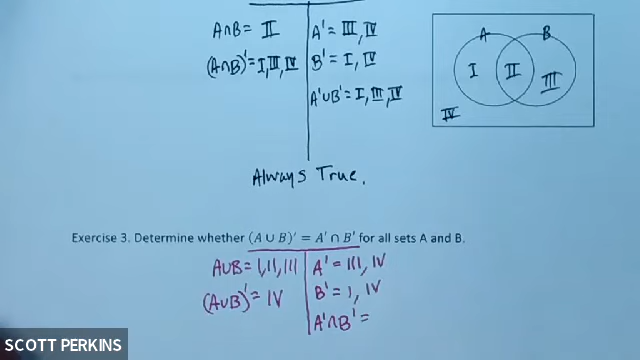 A∩B = II
A' = III, IV
(A∩B)' = I, III, IV
B' = I, IV
A'∪B' = I, III, IV
A
B
I
II
III
IV
Always True.
Exercise 3. Determine whether (A ∪ B)' = A' ∩ B' for all sets A and B.
A∪B = I, II, III
A' = III, IV
(A∪B)' = IV
B' = I, IV
A'∩B' =
SCOTT PERKINS